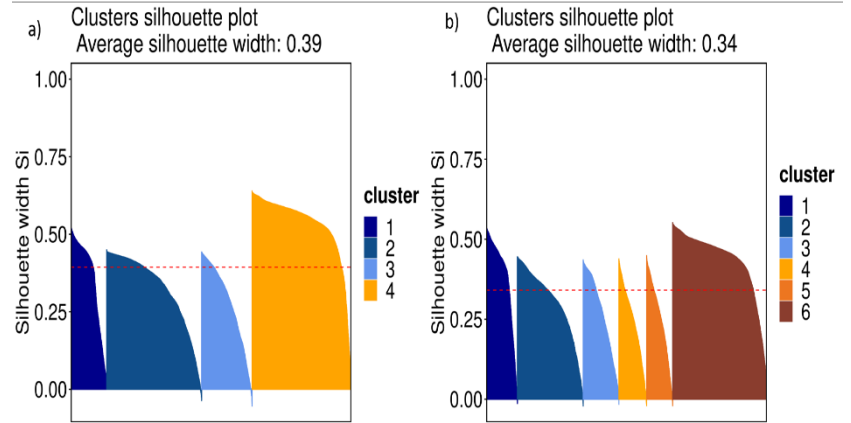 a)
Clusters silhouette plot
Average silhouette width: 0.39
Silhouette width Si
1.00
0.75
0.50
0.25
0.00
cluster
1
2
3
4
b)
Clusters silhouette plot
Average silhouette width: 0.34
Silhouette width Si
1.00
0.75
0.50
0.25
0.00
cluster
1
2
3
4
5
6